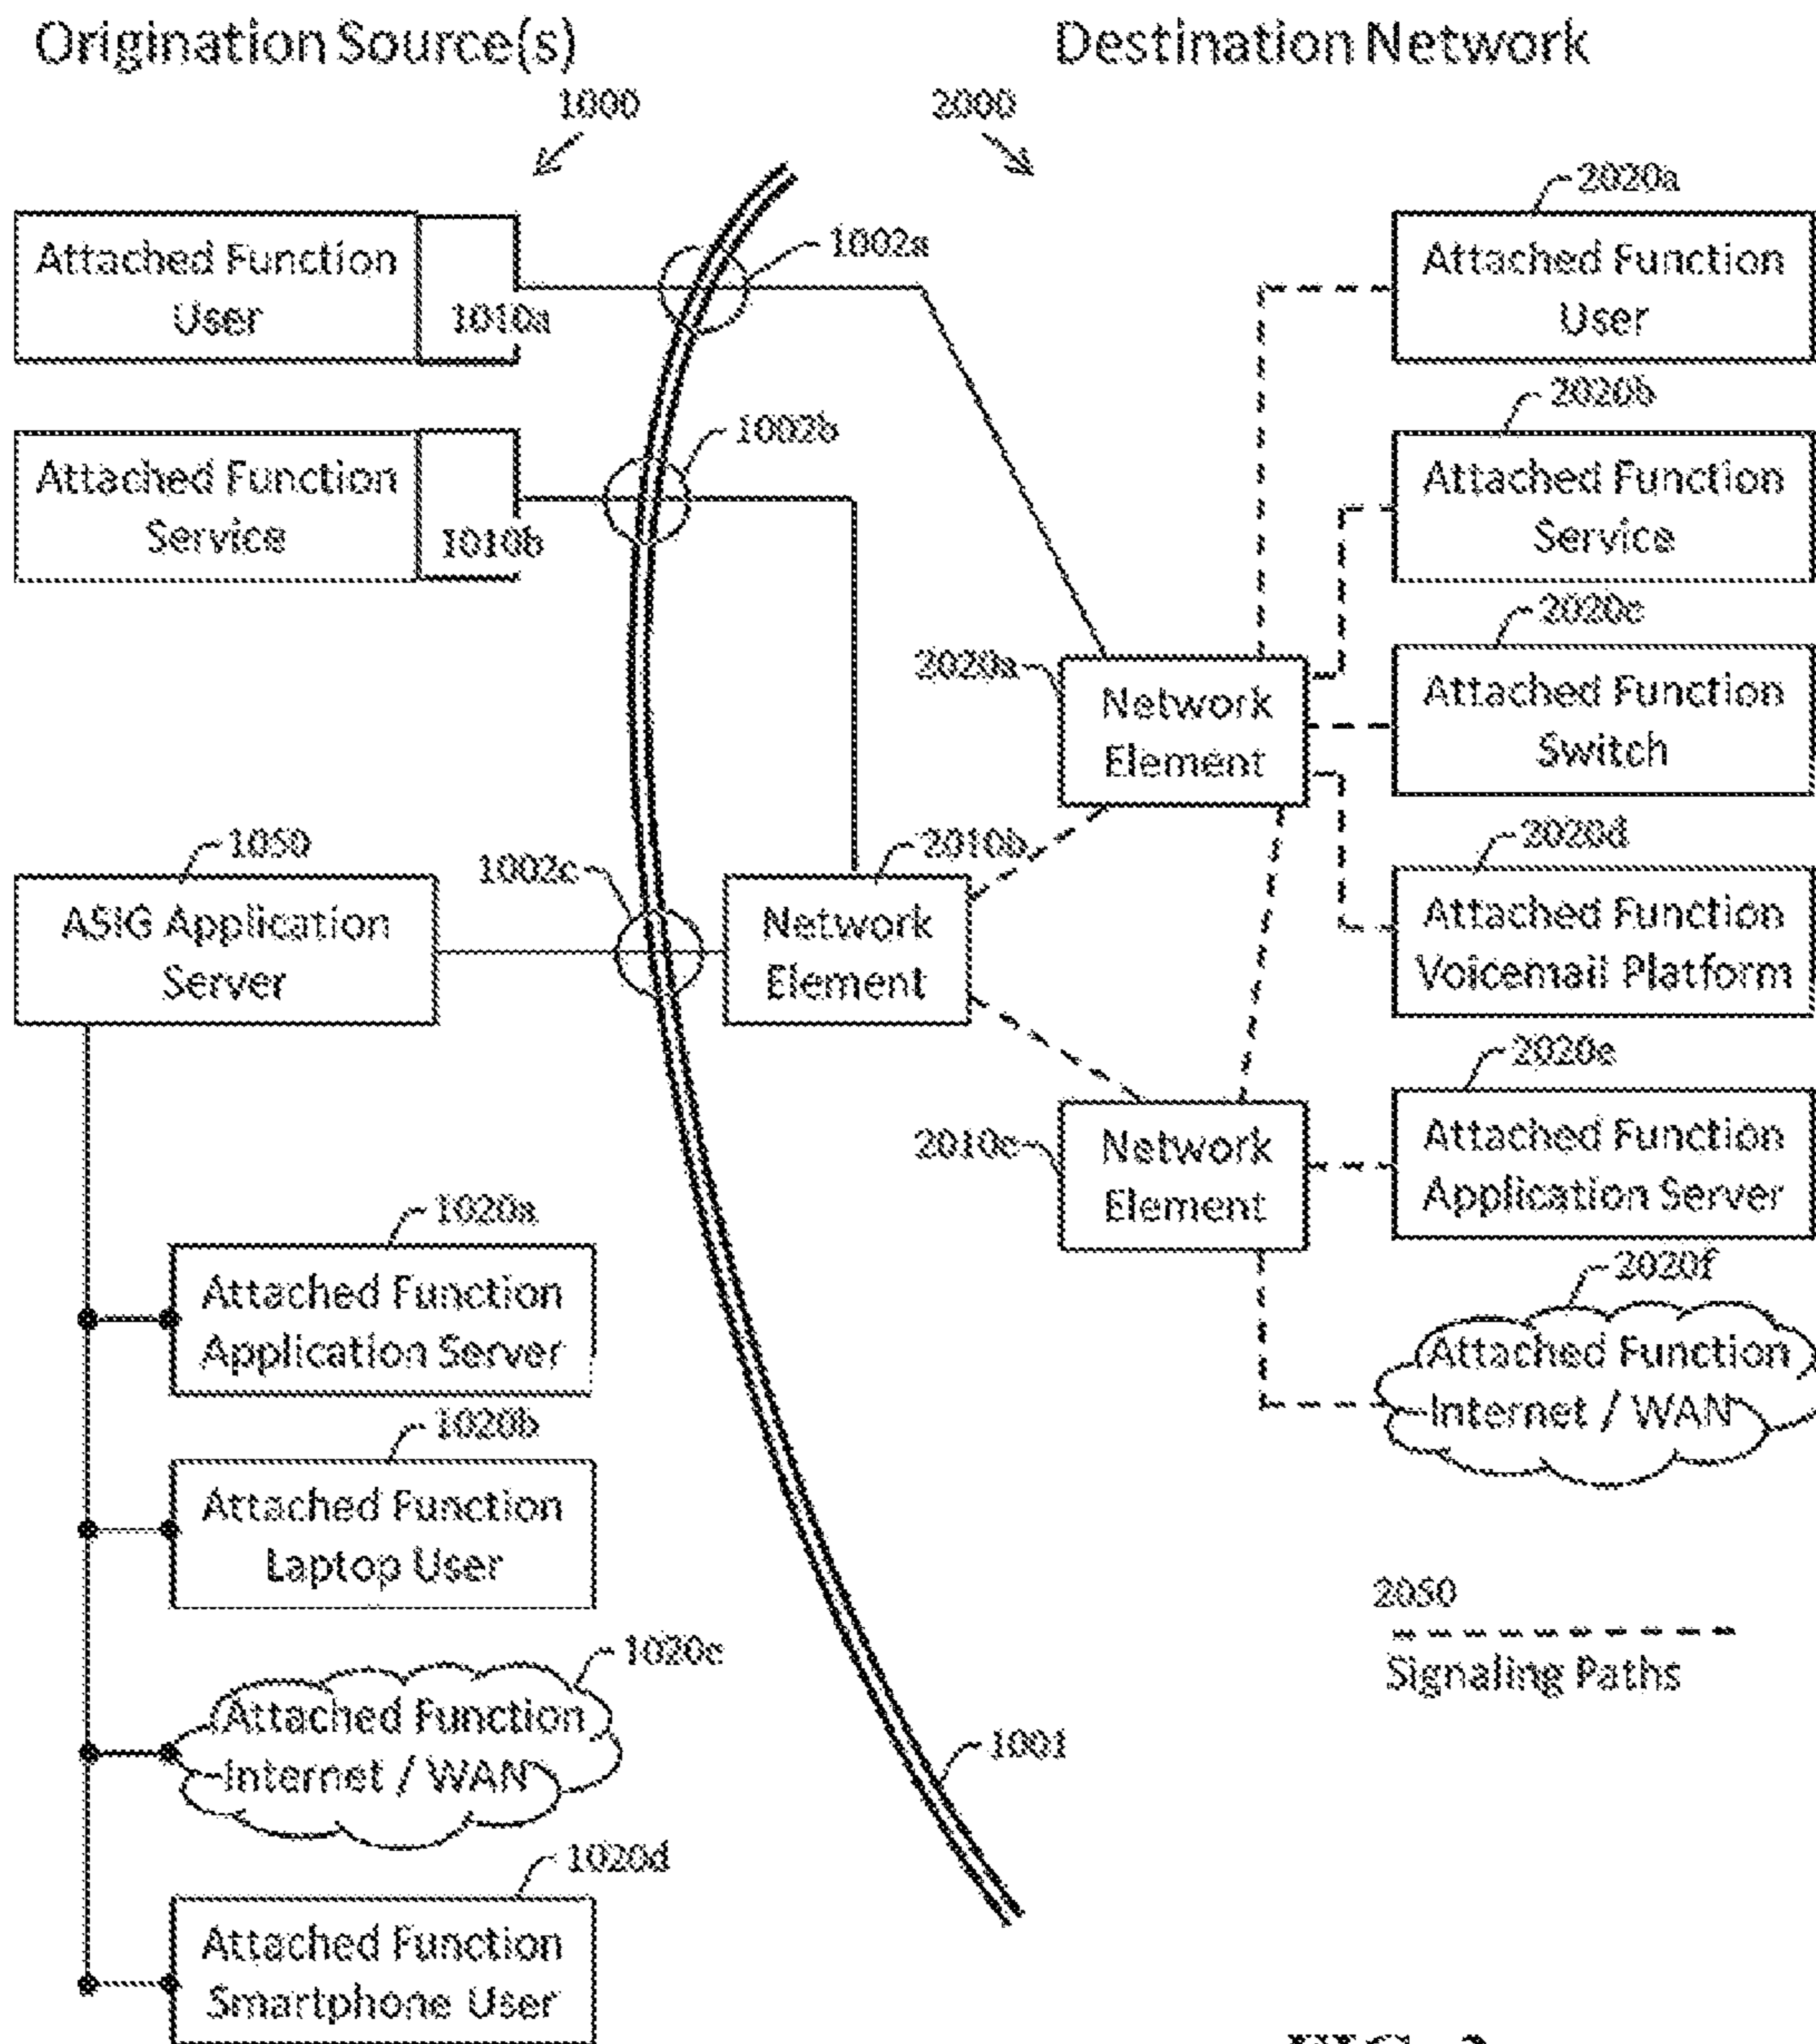 Origination Source(s)
Destination Network
1000
2000
Attached Function
User
1010a
1002a
2020a
Attached Function
User
Attached Function
Service
1010b
1002b
2020b
Attached Function
Service
2020a
Network
Element
2020c
Attached Function
Switch
1050
ASIG Application
Server
1002c
2010b
Network
Element
2020d
Attached Function
Voicemail Platform
2010c
Network
Element
2020e
Attached Function
Application Server
1020a
Attached Function
Application Server
2020f
Attached Function
Internet / WAN
1020b
Attached Function
Laptop User
2050
Signaling Paths
1020c
Attached Function
Internet / WAN
1001
1020d
Attached Function
Smartphone User